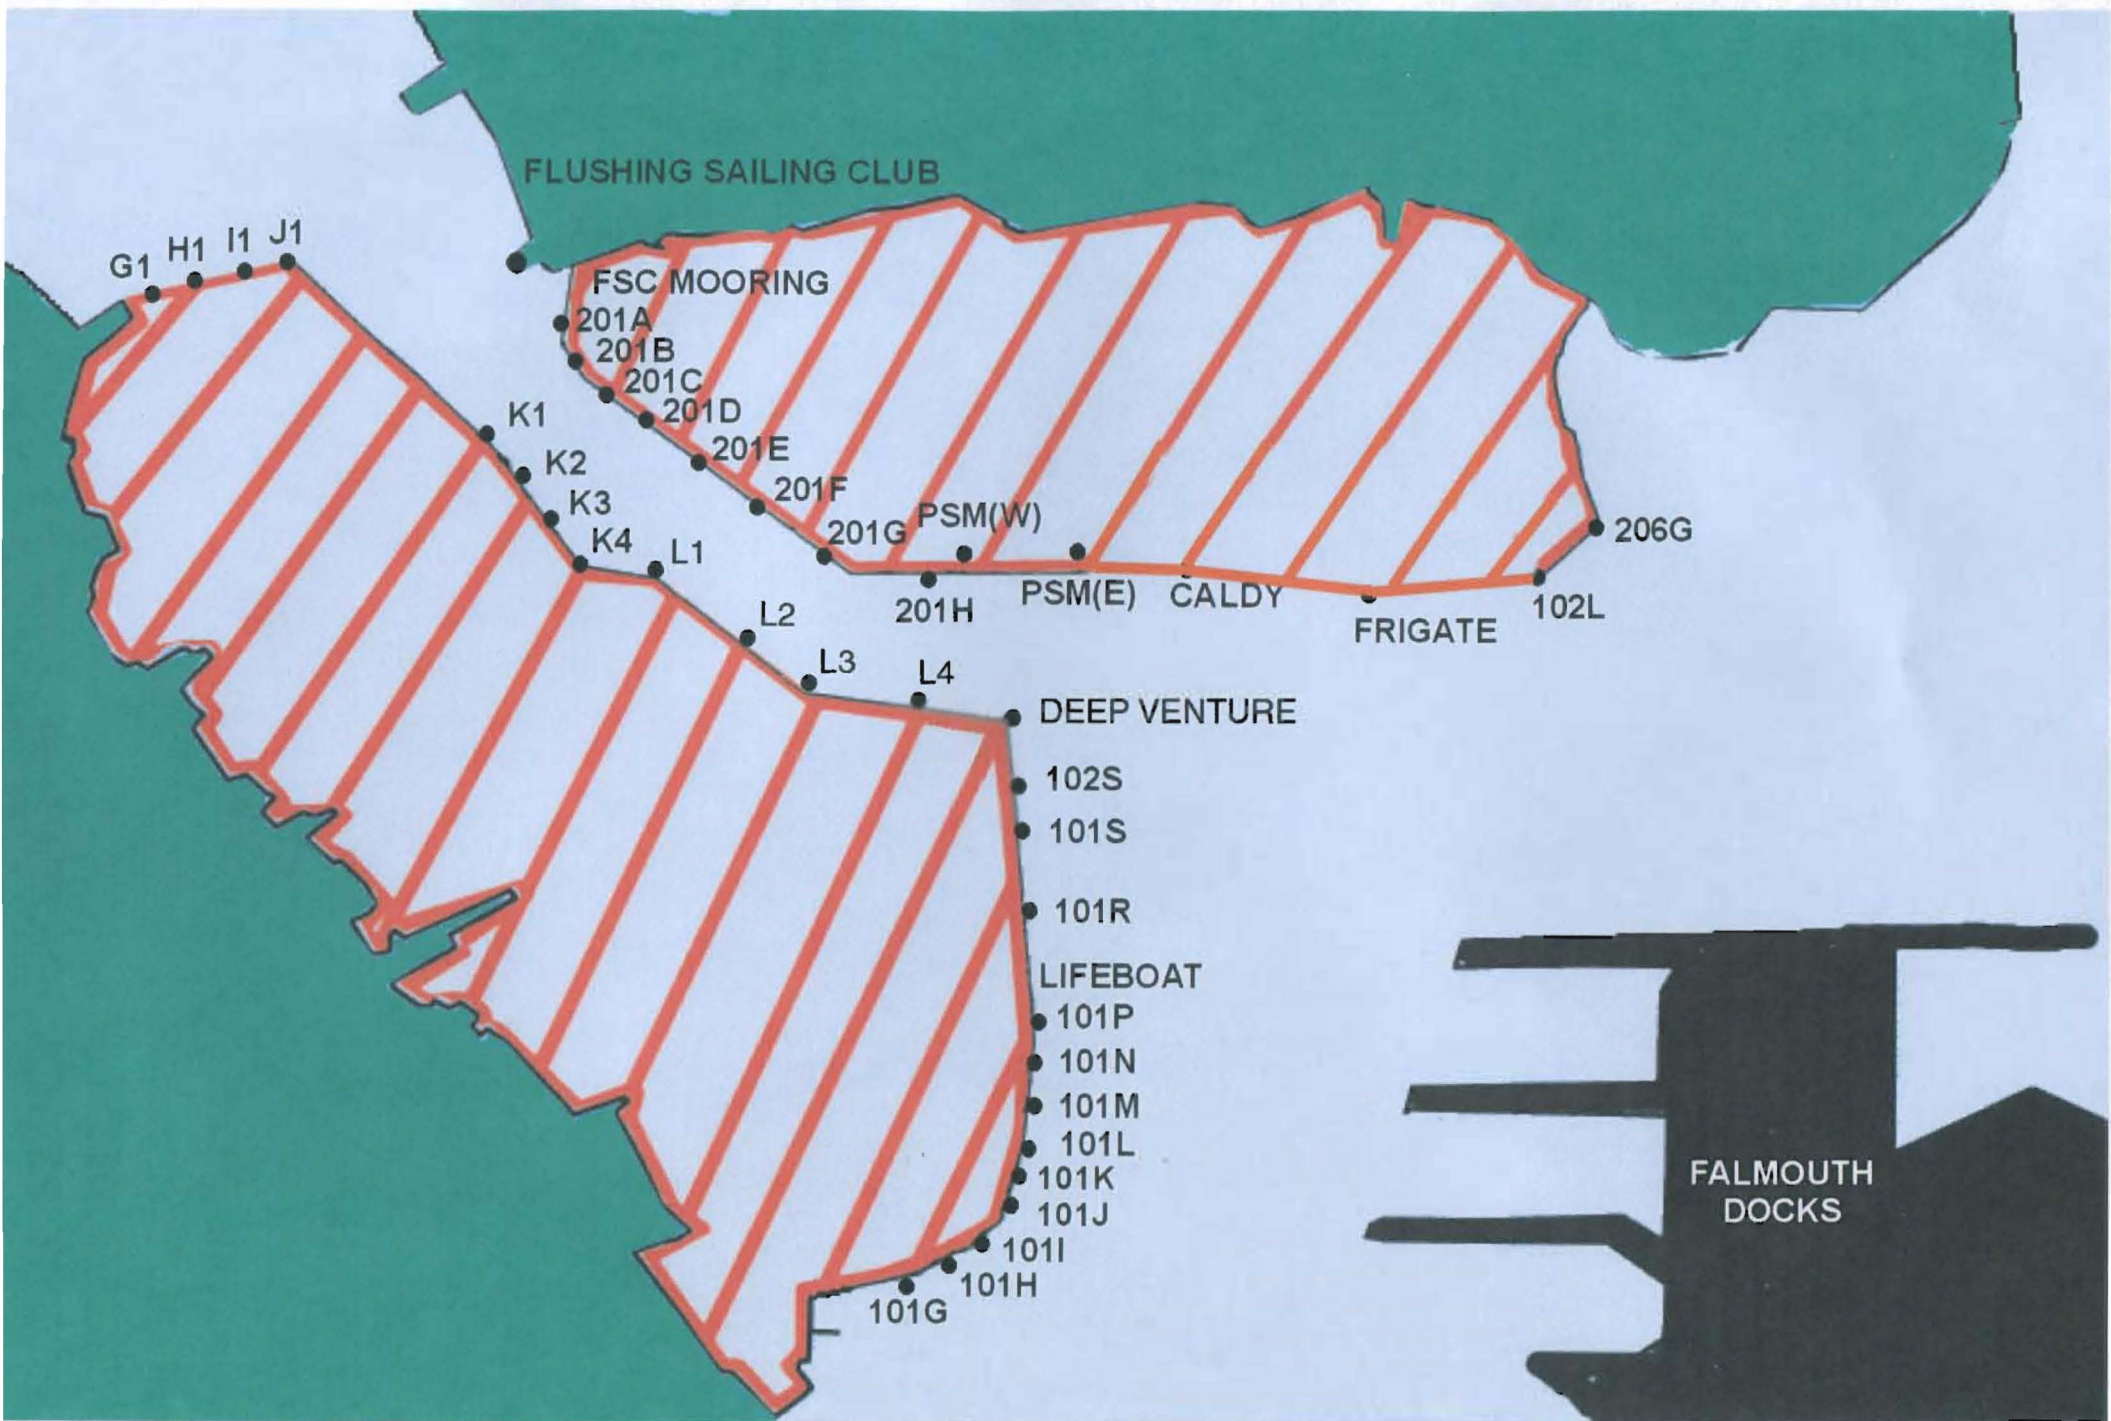 FLUSHING SAILING CLUB
G1
H1
I1
J1
FSC MOORING
201A
201B
201C
201D
201E
201F
201G
PSM(W)
201H
PSM(E)
CALDY
FRIGATE
102L
206G
K1
K2
K3
K4
L1
L2
L3
L4
DEEP VENTURE
102S
101S
101R
LIFEBOAT
101P
101N
101M
101L
101K
101J
101I
101H
101G
FALMOUTH
DOCKS